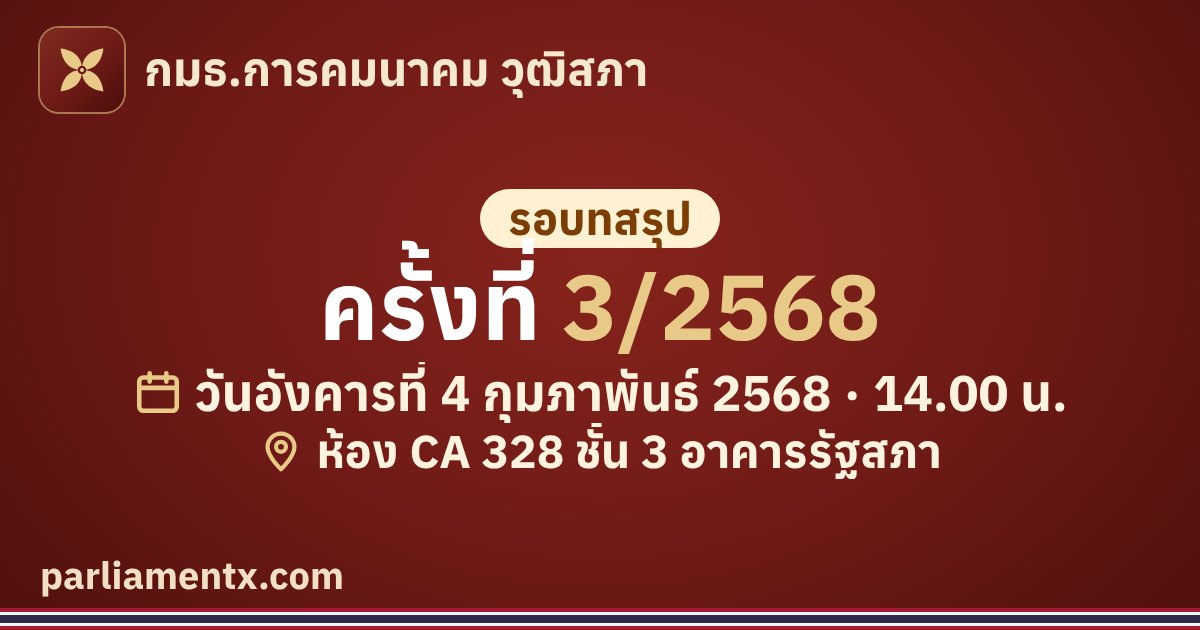 กมธ.การคมนาคม วุฒิสภา
รอบทสรุป
ครั้งที่ 3/2568
วันอังคารที่ 4 กุมภาพันธ์ 2568 · 14.00 น.
ห้อง CA 328 ชั้น 3 อาคารรัฐสภา
parliamentx.com